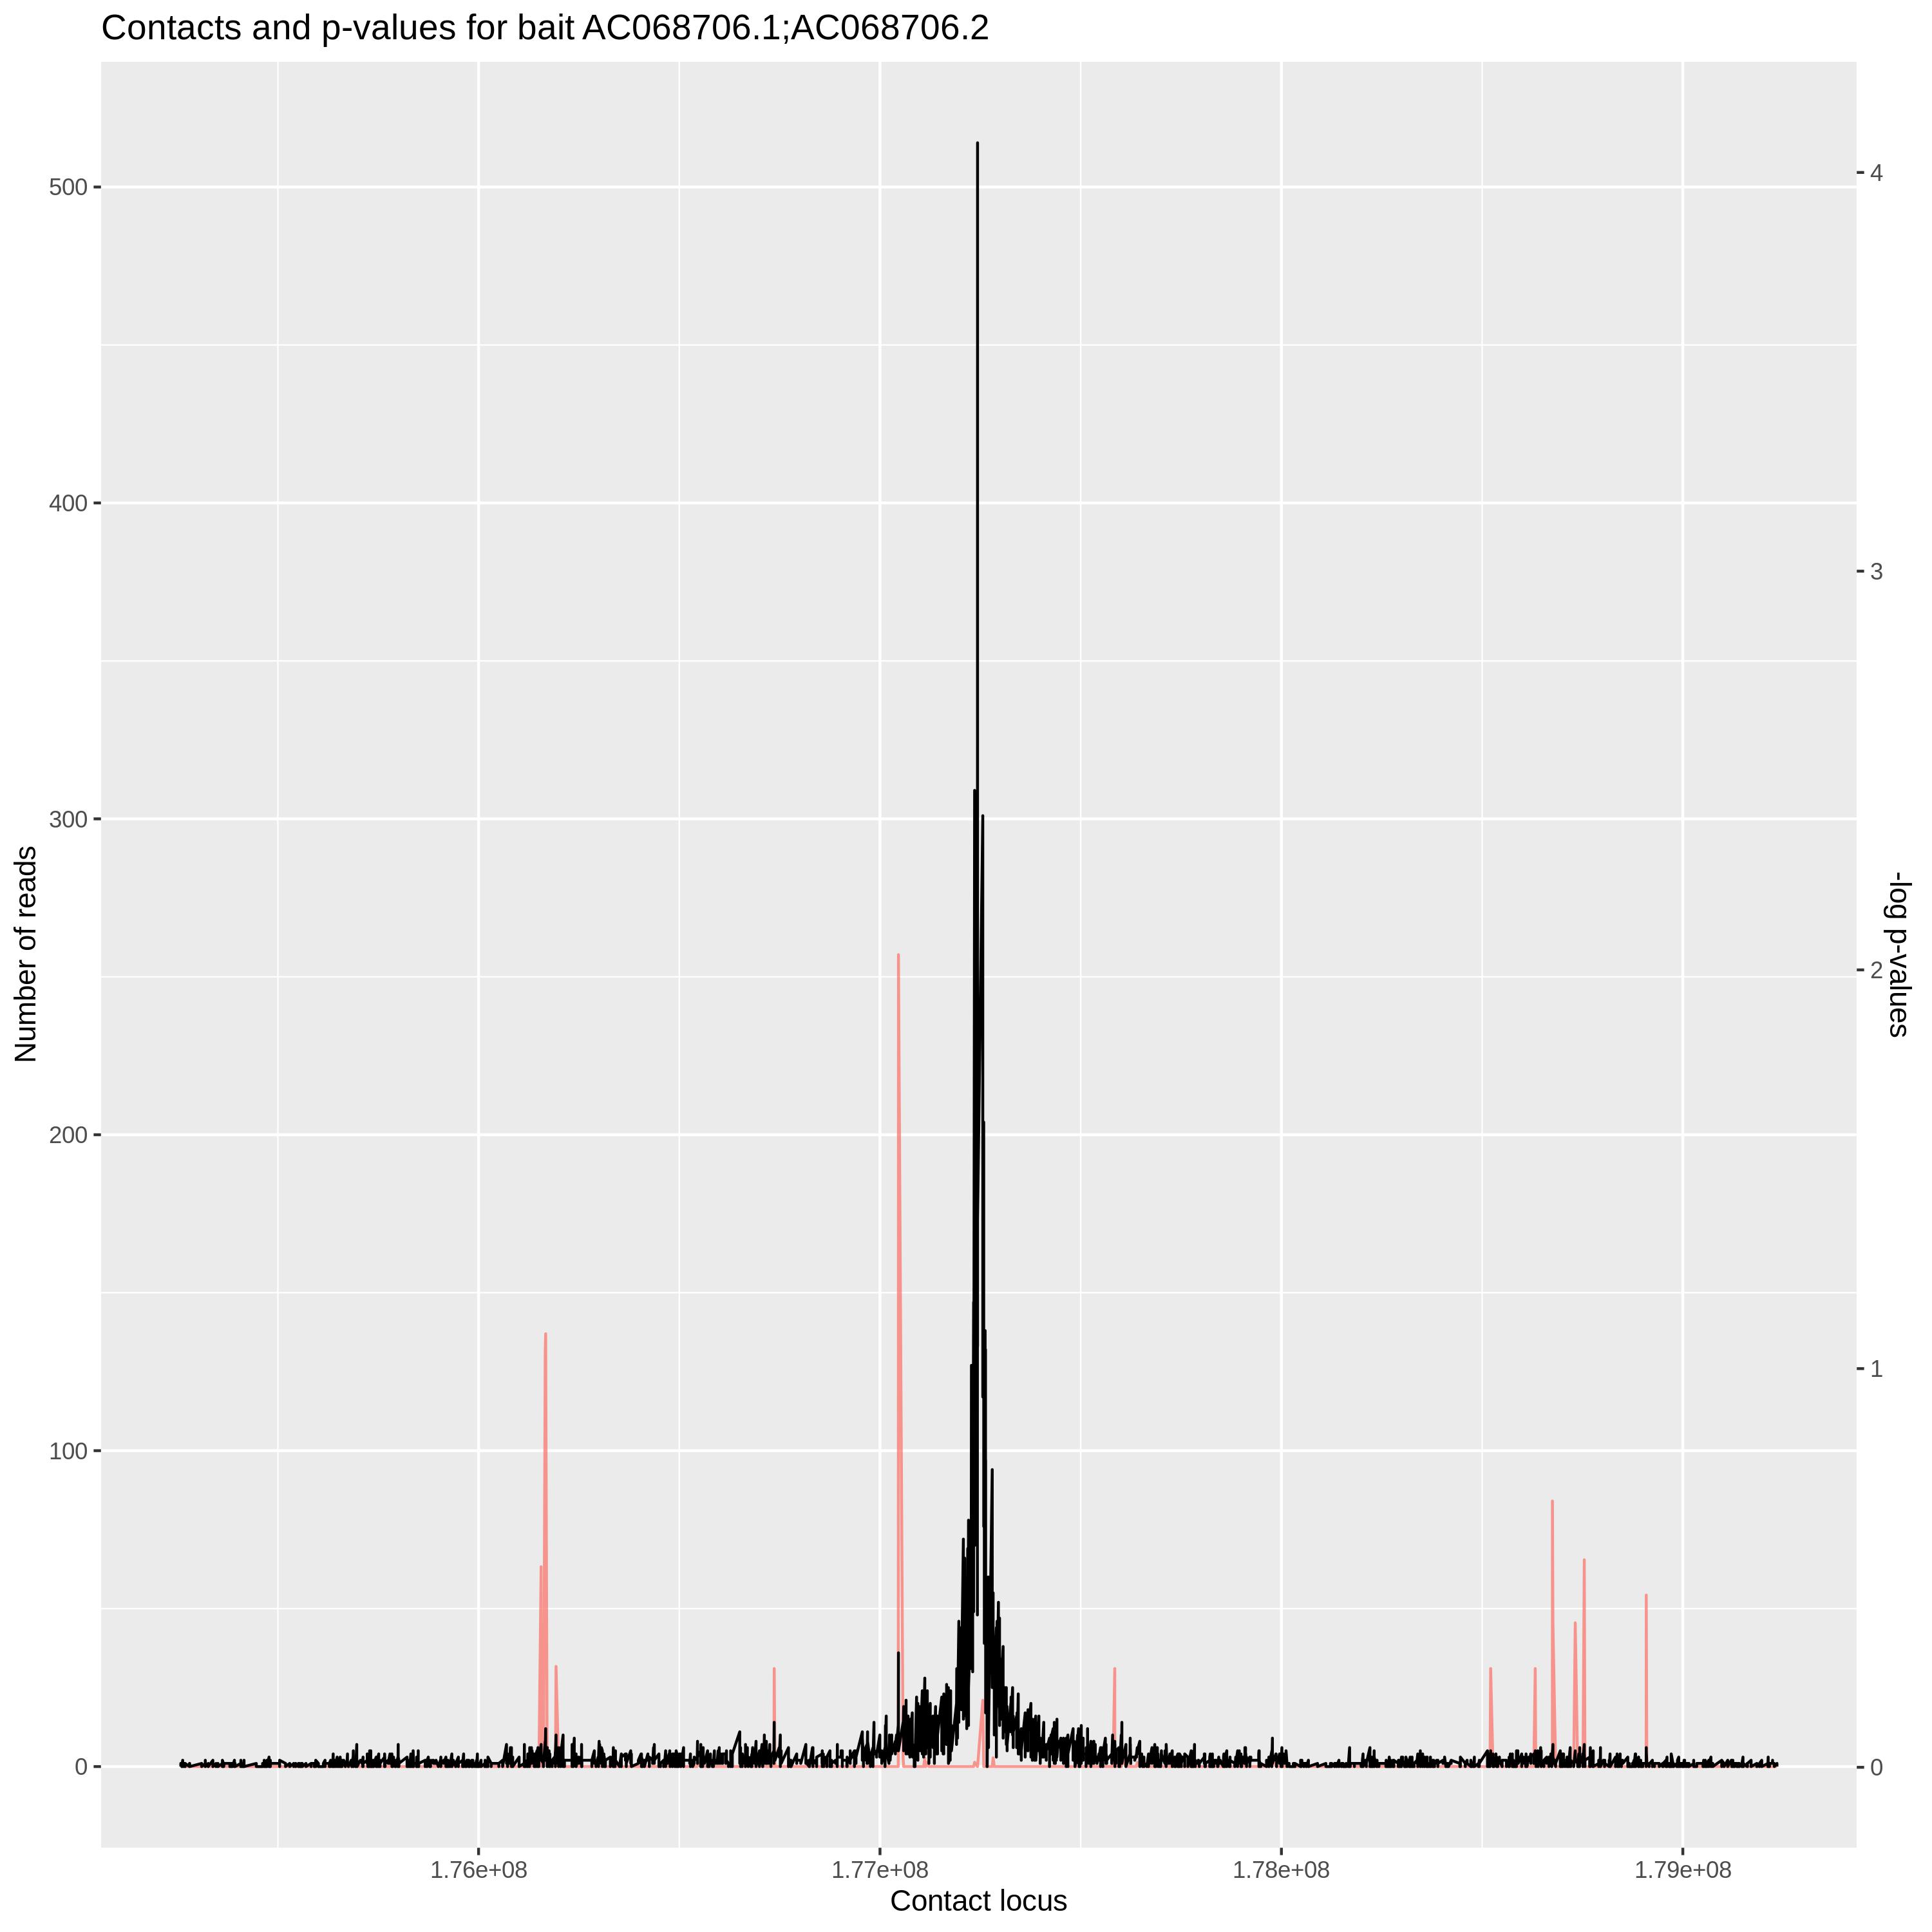 Contacts and p-values for bait AC068706.1;AC068706.2
500
400
300
200
100
0
Number of reads
4
3
2
1
0
-log p-values
1.76e+08
1.77e+08
1.78e+08
1.79e+08
Contact locus